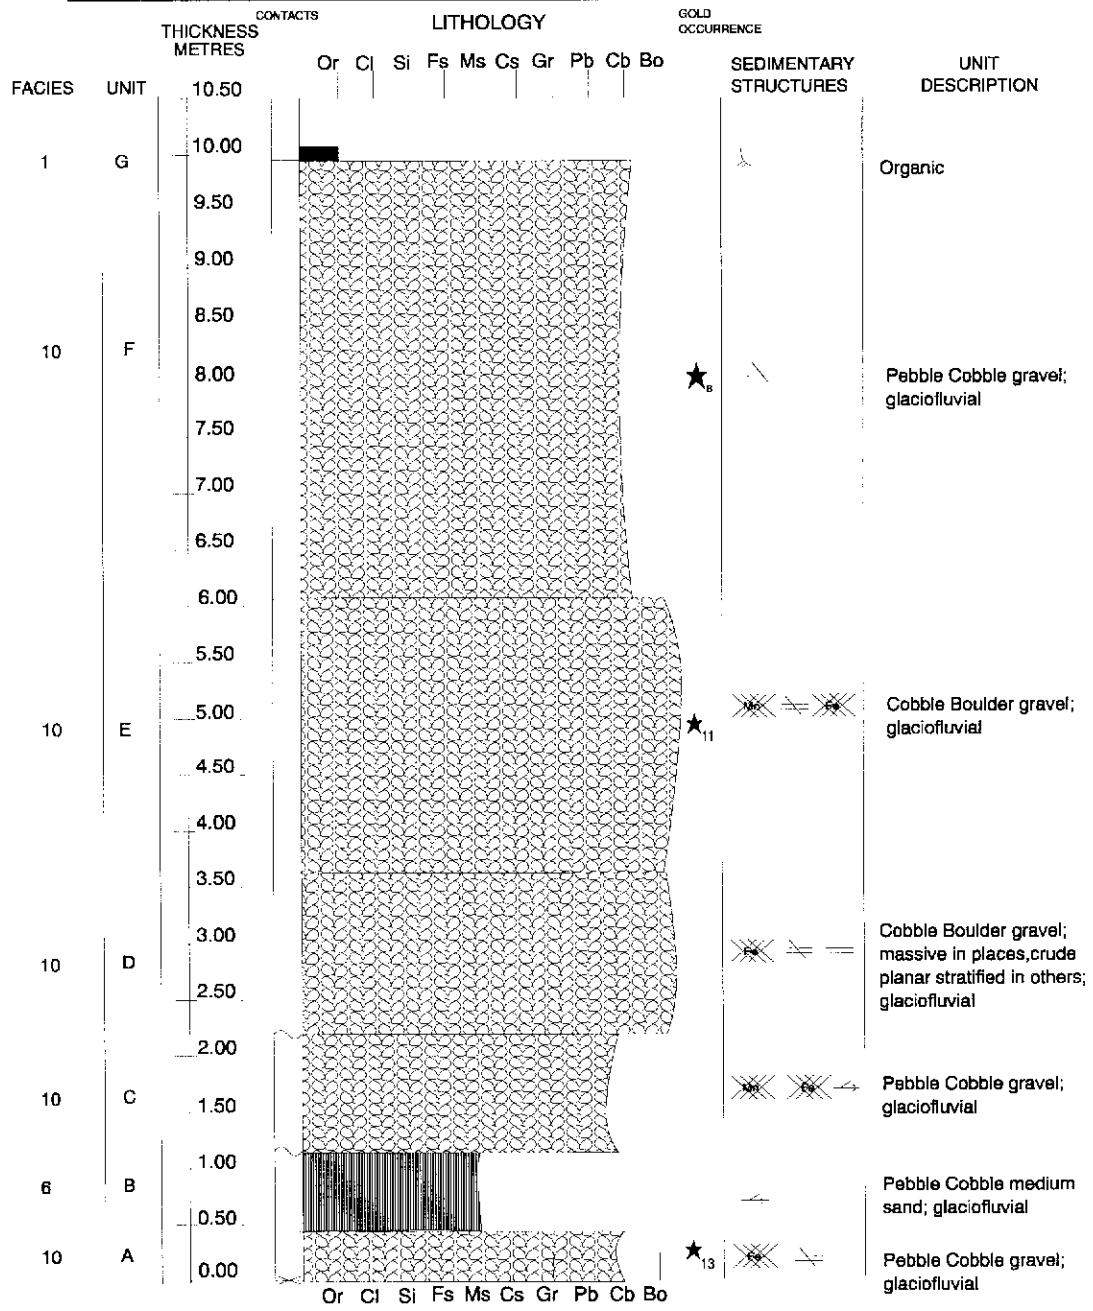 CONTACTS
LITHOLOGY
GOLD
OCCURRENCE
THICKNESS
METRES
Or Cl Si Fs Ms Cs Gr Pb Cb Bo
SEDIMENTARY
STRUCTURES
UNIT
DESCRIPTION
FACIES UNIT 10.50
10.00
1 G Organic
9.50
9.00
8.50
10 F
8.00 B Pebble Cobble gravel;
glaciofluvial
7.50
7.00
6.50
6.00
5.50
5.00 Mn Fe Cobble Boulder gravel;
10 E 11 glaciofluvial
4.50
4.00
3.50
3.00 Cobble Boulder gravel;
10 D Fe massive in places,crude
planar stratified in others;
2.50 glaciofluvial
2.00
10 C Mn Fe Pebble Cobble gravel;
1.50 glaciofluvial
1.00
6 B Pebble Cobble medium
sand; glaciofluvial
0.50
10 A 13 Fe Pebble Cobble gravel;
0.00 glaciofluvial
Or Cl Si Fs Ms Cs Gr Pb Cb Bo